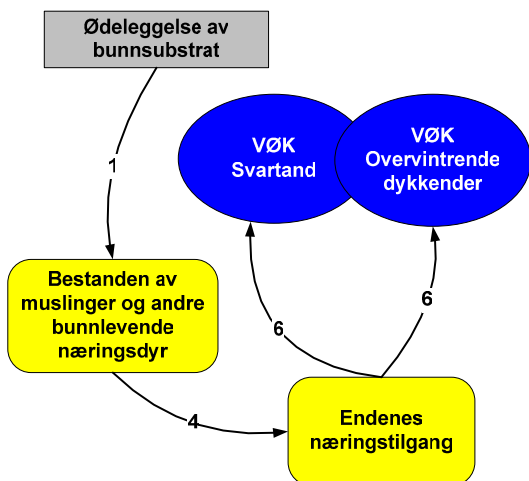 Ødeleggelse av
bunnsubstrat
VØK
Svartand
VØK
Overvintrende
dykkender
1
Bestanden av
muslinger og andre
bunnlevende
næringsdyr
6
6
4
Endenes
næringstilgang